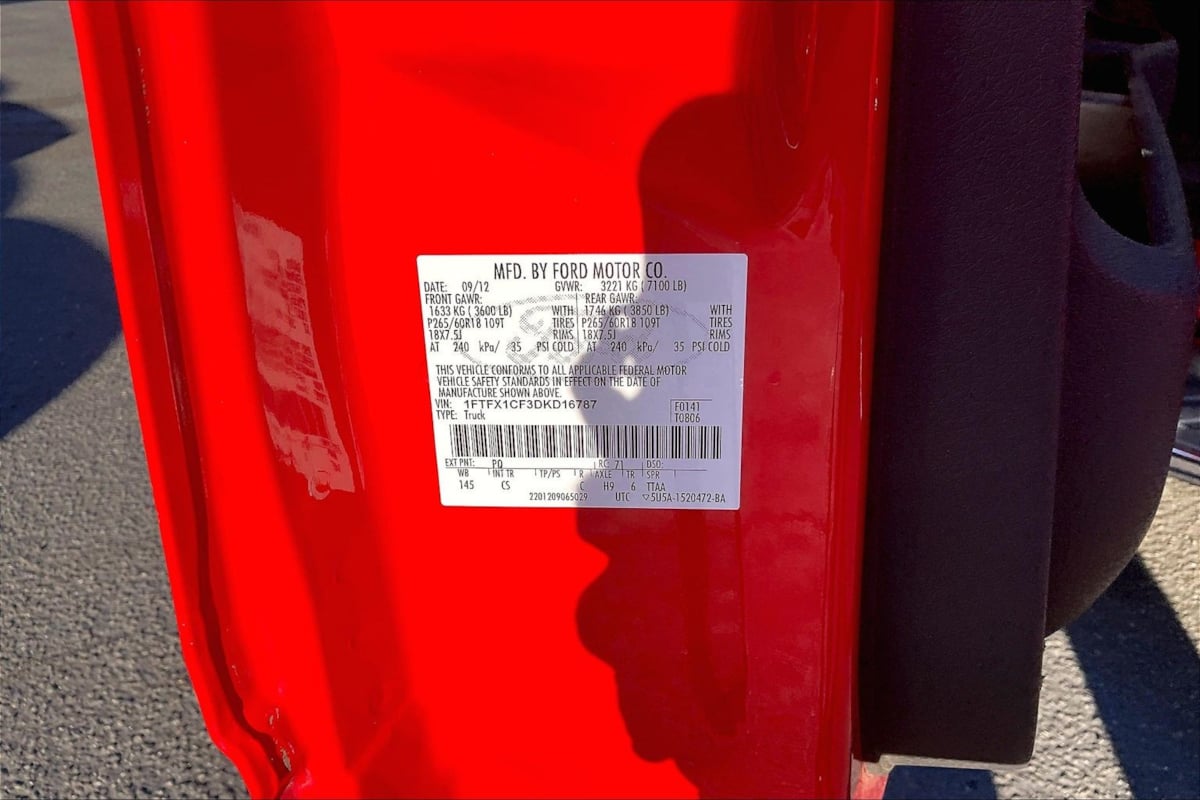 MFD. BY FORD MOTOR CO.
DATE: 09/12 GVWR: 3221 KG ( 7100 LB)
FRONT GAWR: REAR GAWR:
1633 KG ( 3600 LB) WITH 1746 KG ( 3850 LB) WITH
P265/60R18 109T TIRES P265/60R18 109T TIRES
18X7.5J RIMS 18X7.5J RIMS
AT 240 kPa/ 35 PSI COLD AT 240 kPa/ 35 PSI COLD
THIS VEHICLE CONFORMS TO ALL APPLICABLE FEDERAL MOTOR
VEHICLE SAFETY STANDARDS IN EFFECT ON THE DATE OF
MANUFACTURE SHOWN ABOVE.
VIN: 1FTFX1CF3DKD16787 F0141
TYPE: Truck T0806
EXT PNT: PQ RC: 71 DSO:
WB INT TR TP/PS R AXLE TR SPR
145 CS C H9 6 TTAA
2201209065029 UTC ▽5U5A-1520472-BA